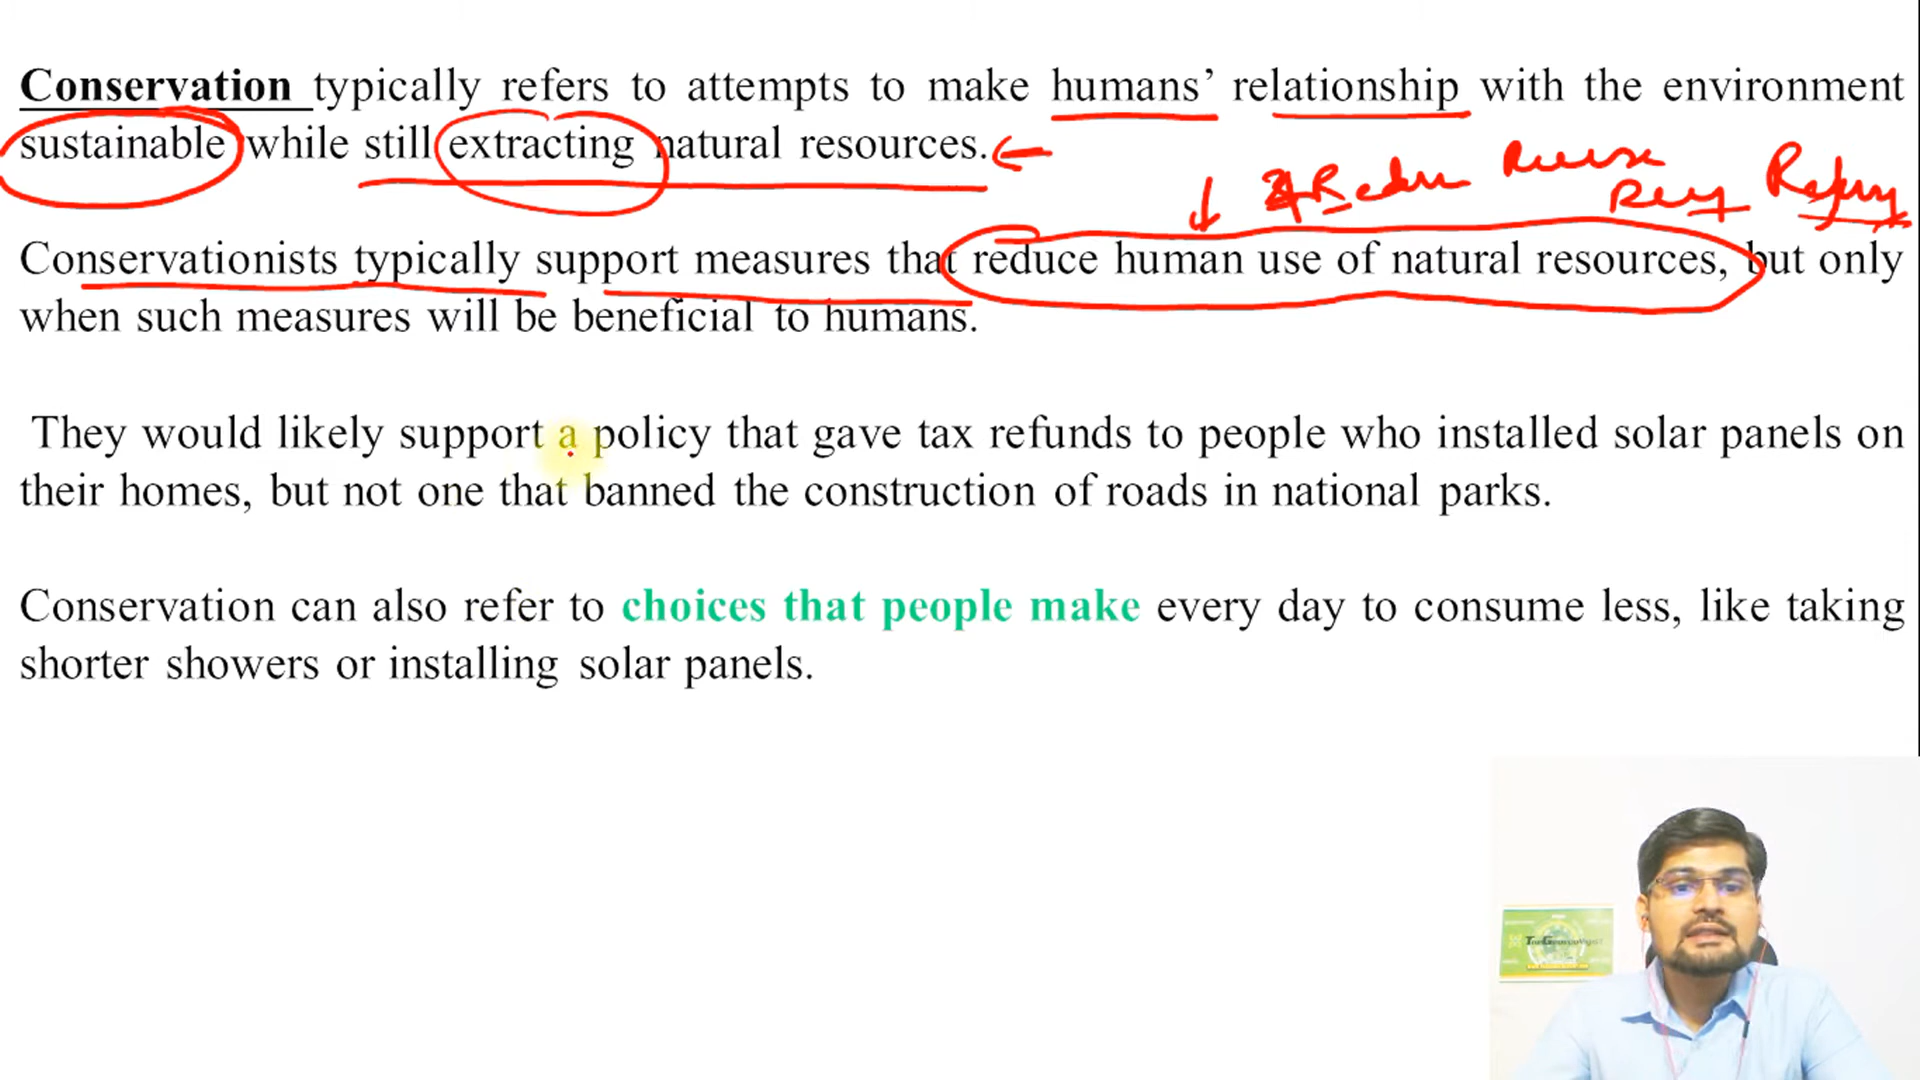 Conservation typically refers to attempts to make humans’ relationship with the environment
sustainable while still extracting natural resources.
Conservationists typically support measures that reduce human use of natural resources, but only
when such measures will be beneficial to humans.
They would likely support a policy that gave tax refunds to people who installed solar panels on
their homes, but not one that banned the construction of roads in national parks.
Conservation can also refer to choices that people make every day to consume less, like taking
shorter showers or installing solar panels.